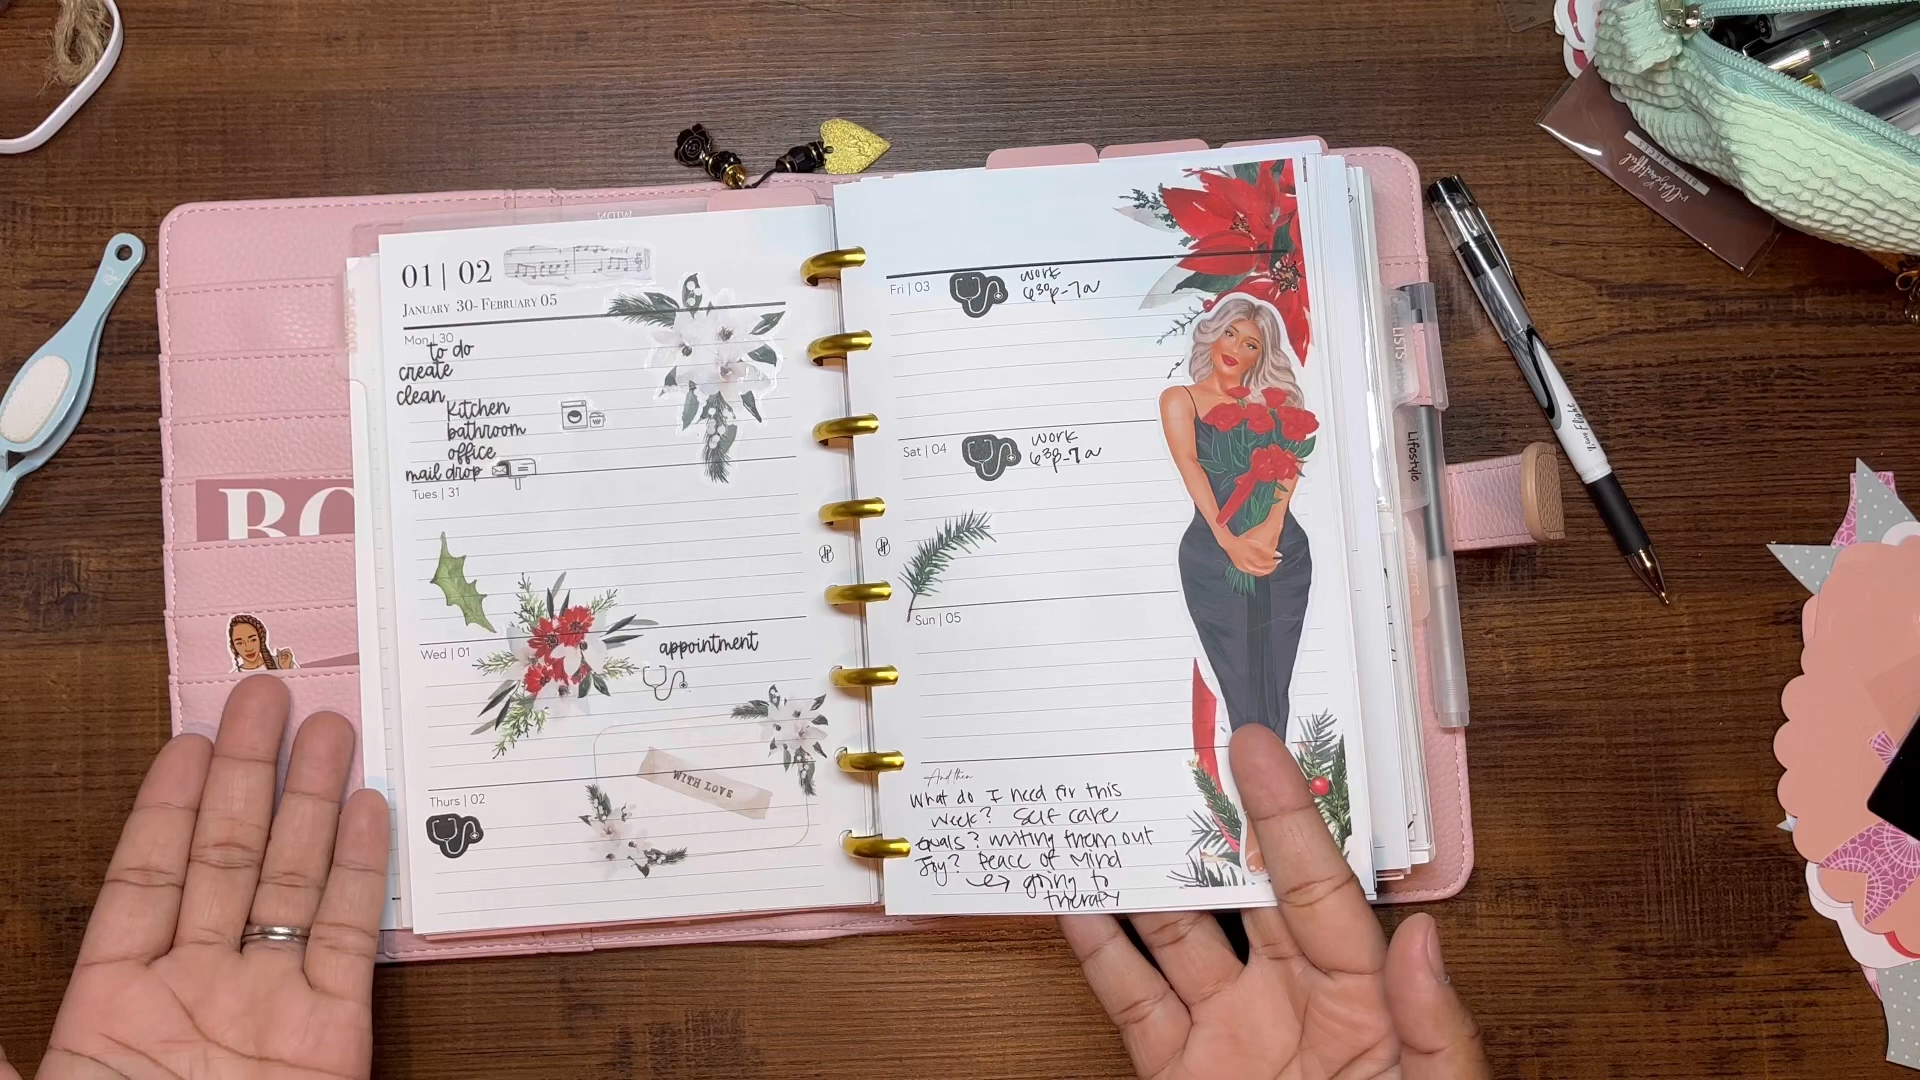 01 | 02
January 30 - February 05
Mon | 30
to do
create
clean
Kitchen
bathroom
office
mail drop
Tues | 31
Wed | 01
appointment
WITH LOVE
Thurs | 02
Fri | 03
work
6³⁰p-7a
Sat | 04
work
6³⁰p-7a
Sun | 05
And then
What do I need for this
week? Self care
Goals? writing them out
Joy? Peace of Mind
going to
therapy
LISTS
Lifestyle
BO